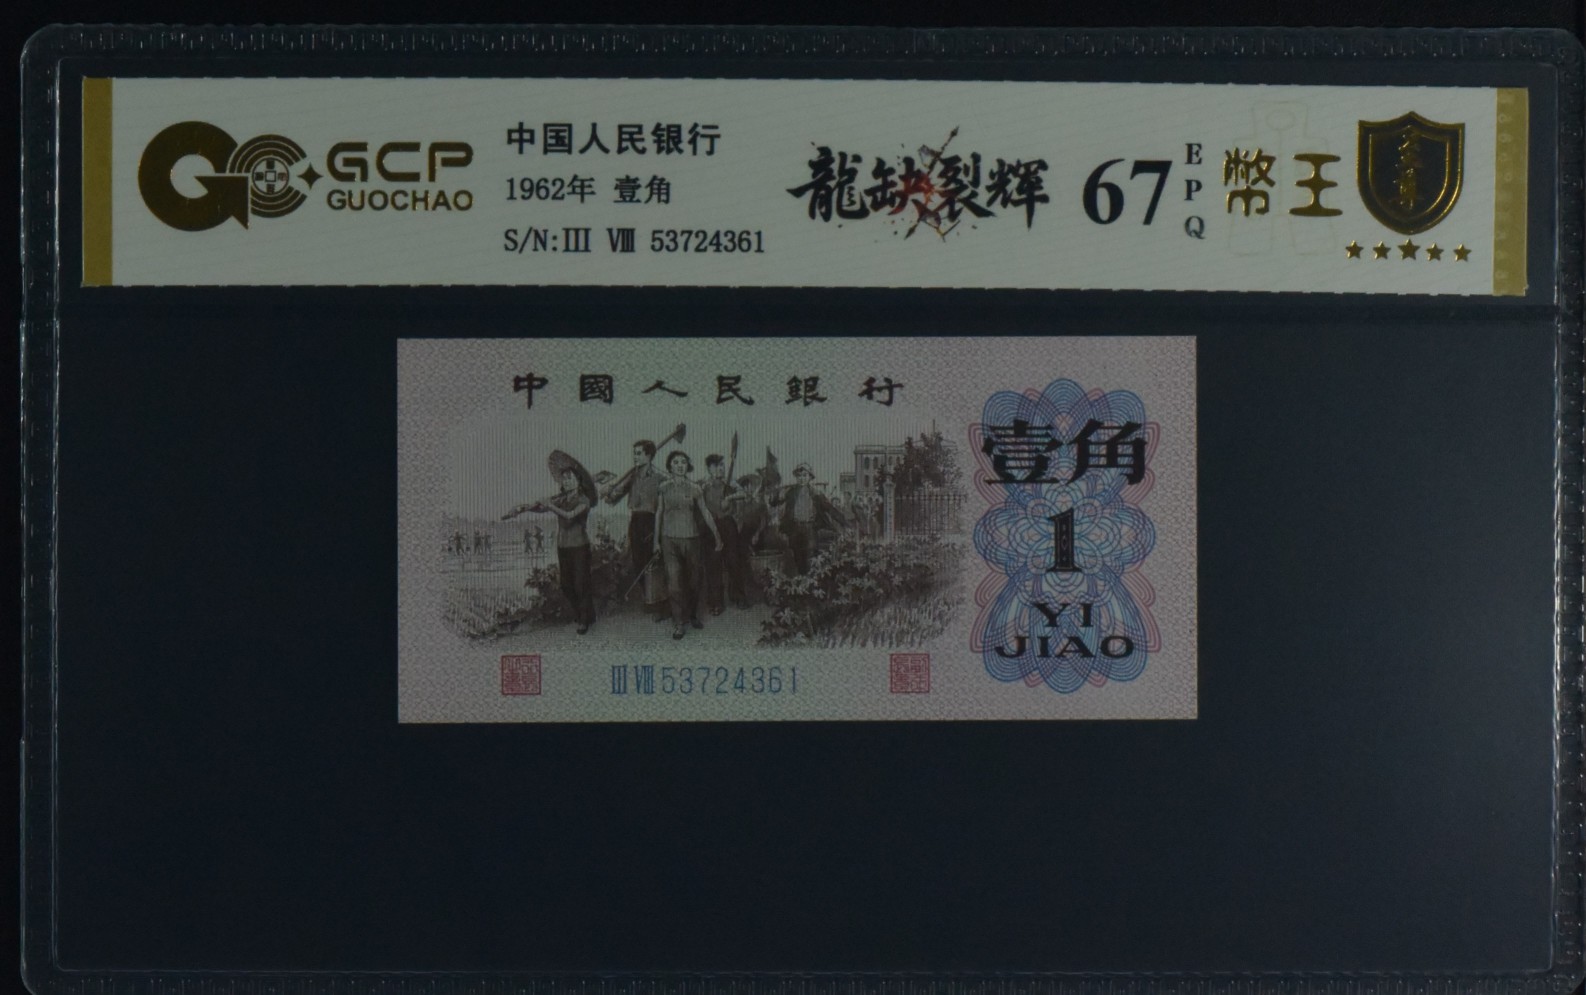 GCP
GUOCHAO
中国人民银行
1962年 壹角
S/N:III VIII 53724361
龍缺裂輝
67
EPQ
幣王
中國人民銀行
壹角
1
YI
JIAO
III VIII 53724361